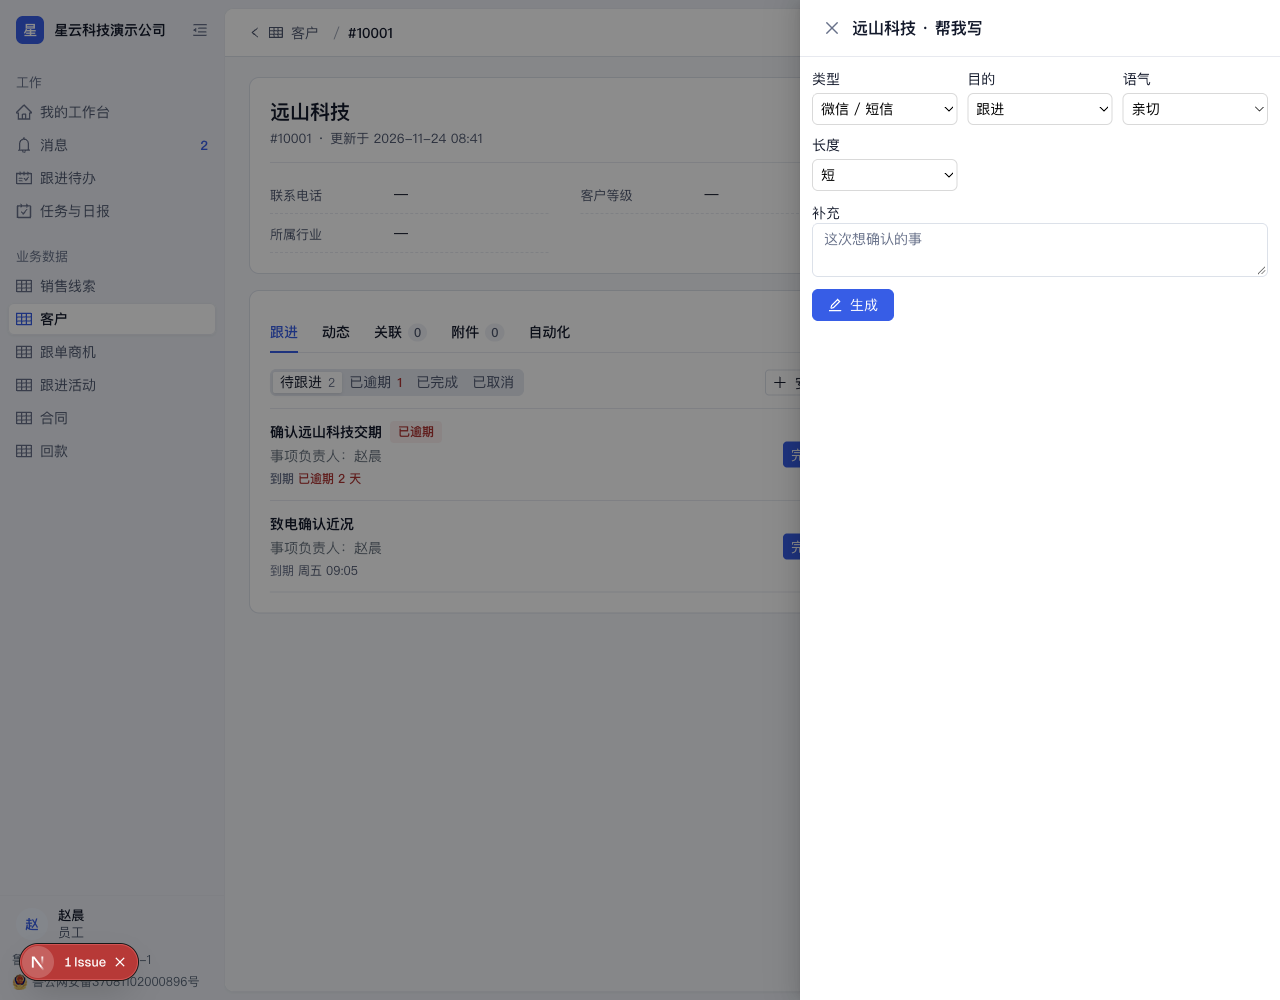 星 星云科技演示公司
工作
我的工作台
消息 2
跟进待办
任务与日报
业务数据
销售线索
客户
跟单商机
跟进活动
合同
回款
赵 赵晨
员工
1 Issue
客户 / #10001
远山科技
#10001 · 更新于 2026-11-24 08:41
联系电话 — 客户等级 —
所属行业 —
跟进 动态 关联 0 附件 0 自动化
待跟进 2 已逾期 1 已完成 已取消
确认远山科技交期 已逾期
事项负责人：赵晨
到期 已逾期 2 天
致电确认近况
事项负责人：赵晨
到期 周五 09:05
远山科技 · 帮我写
类型 目的 语气
微信 / 短信 跟进 亲切
长度
短
补充
这次想确认的事
生成